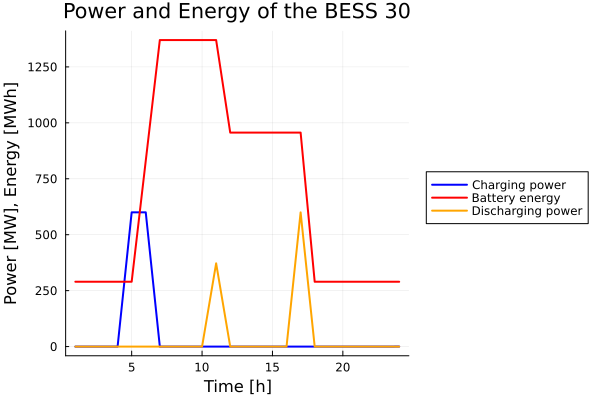 Power and Energy of the BESS 30
Power [MW], Energy [MWh]
1250
1000
750
500
250
0
5
10
15
20
Time [h]
Charging power
Battery energy
Discharging power